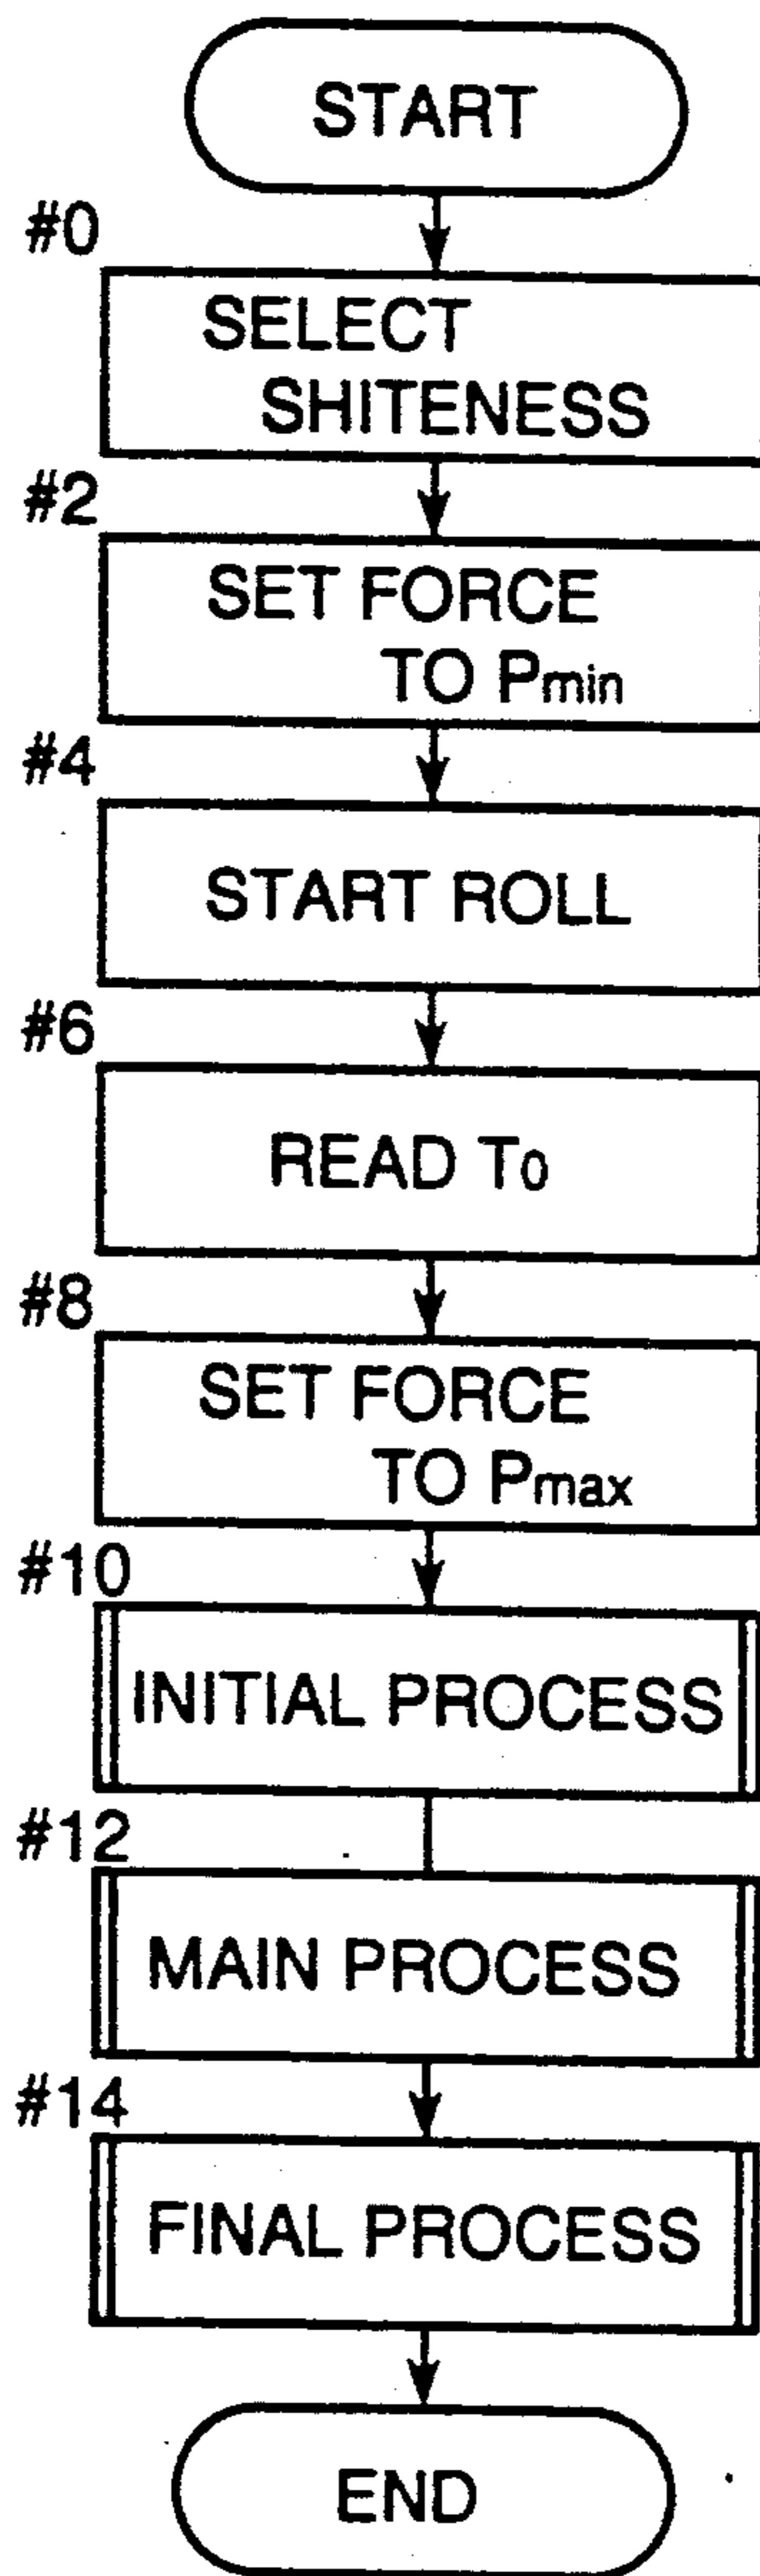 START
#0
SELECT
SHITENESS
#2
SET FORCE
TO Pmin
#4
START ROLL
#6
READ T0
#8
SET FORCE
TO Pmax
#10
INITIAL PROCESS
#12
MAIN PROCESS
#14
FINAL PROCESS
END